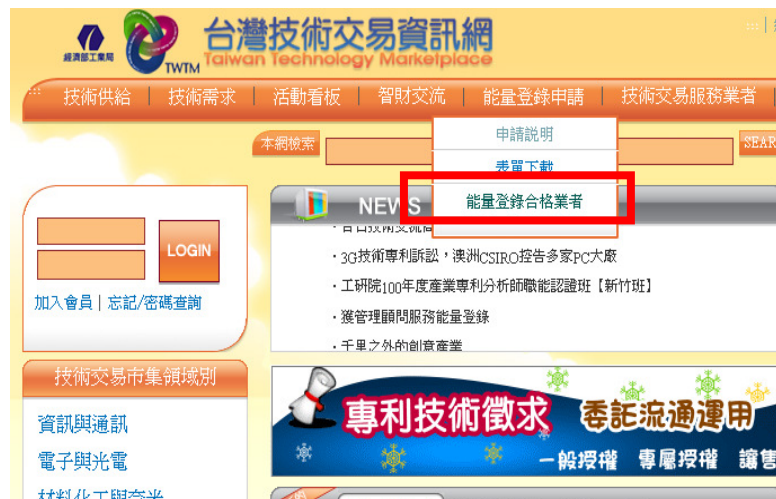 經濟部工業局
TWTM
台灣技術交易資訊網
Taiwan Technology Marketplace
技術供給 | 技術需求 | 活動看板 | 智財交流 | 能量登錄申請 | 技術交易服務業者
申請說明
表單下載
能量登錄合格業者
本網檢索
SEAR
NEWS
LOGIN
加入會員 | 忘記/密碼查詢
‧3G技術專利訴訟，澳洲CSIRO控告多家PC大廠
‧工研院100年度產業專利分析師職能認證班【新竹班】
‧獲管理顧問服務能量登錄
‧千里之外的創意產業
技術交易市集領域別
資訊與通訊
電子與光電
材料化工與奈米
專利技術徵求 委託流通運用
一般授權 專屬授權 讓售